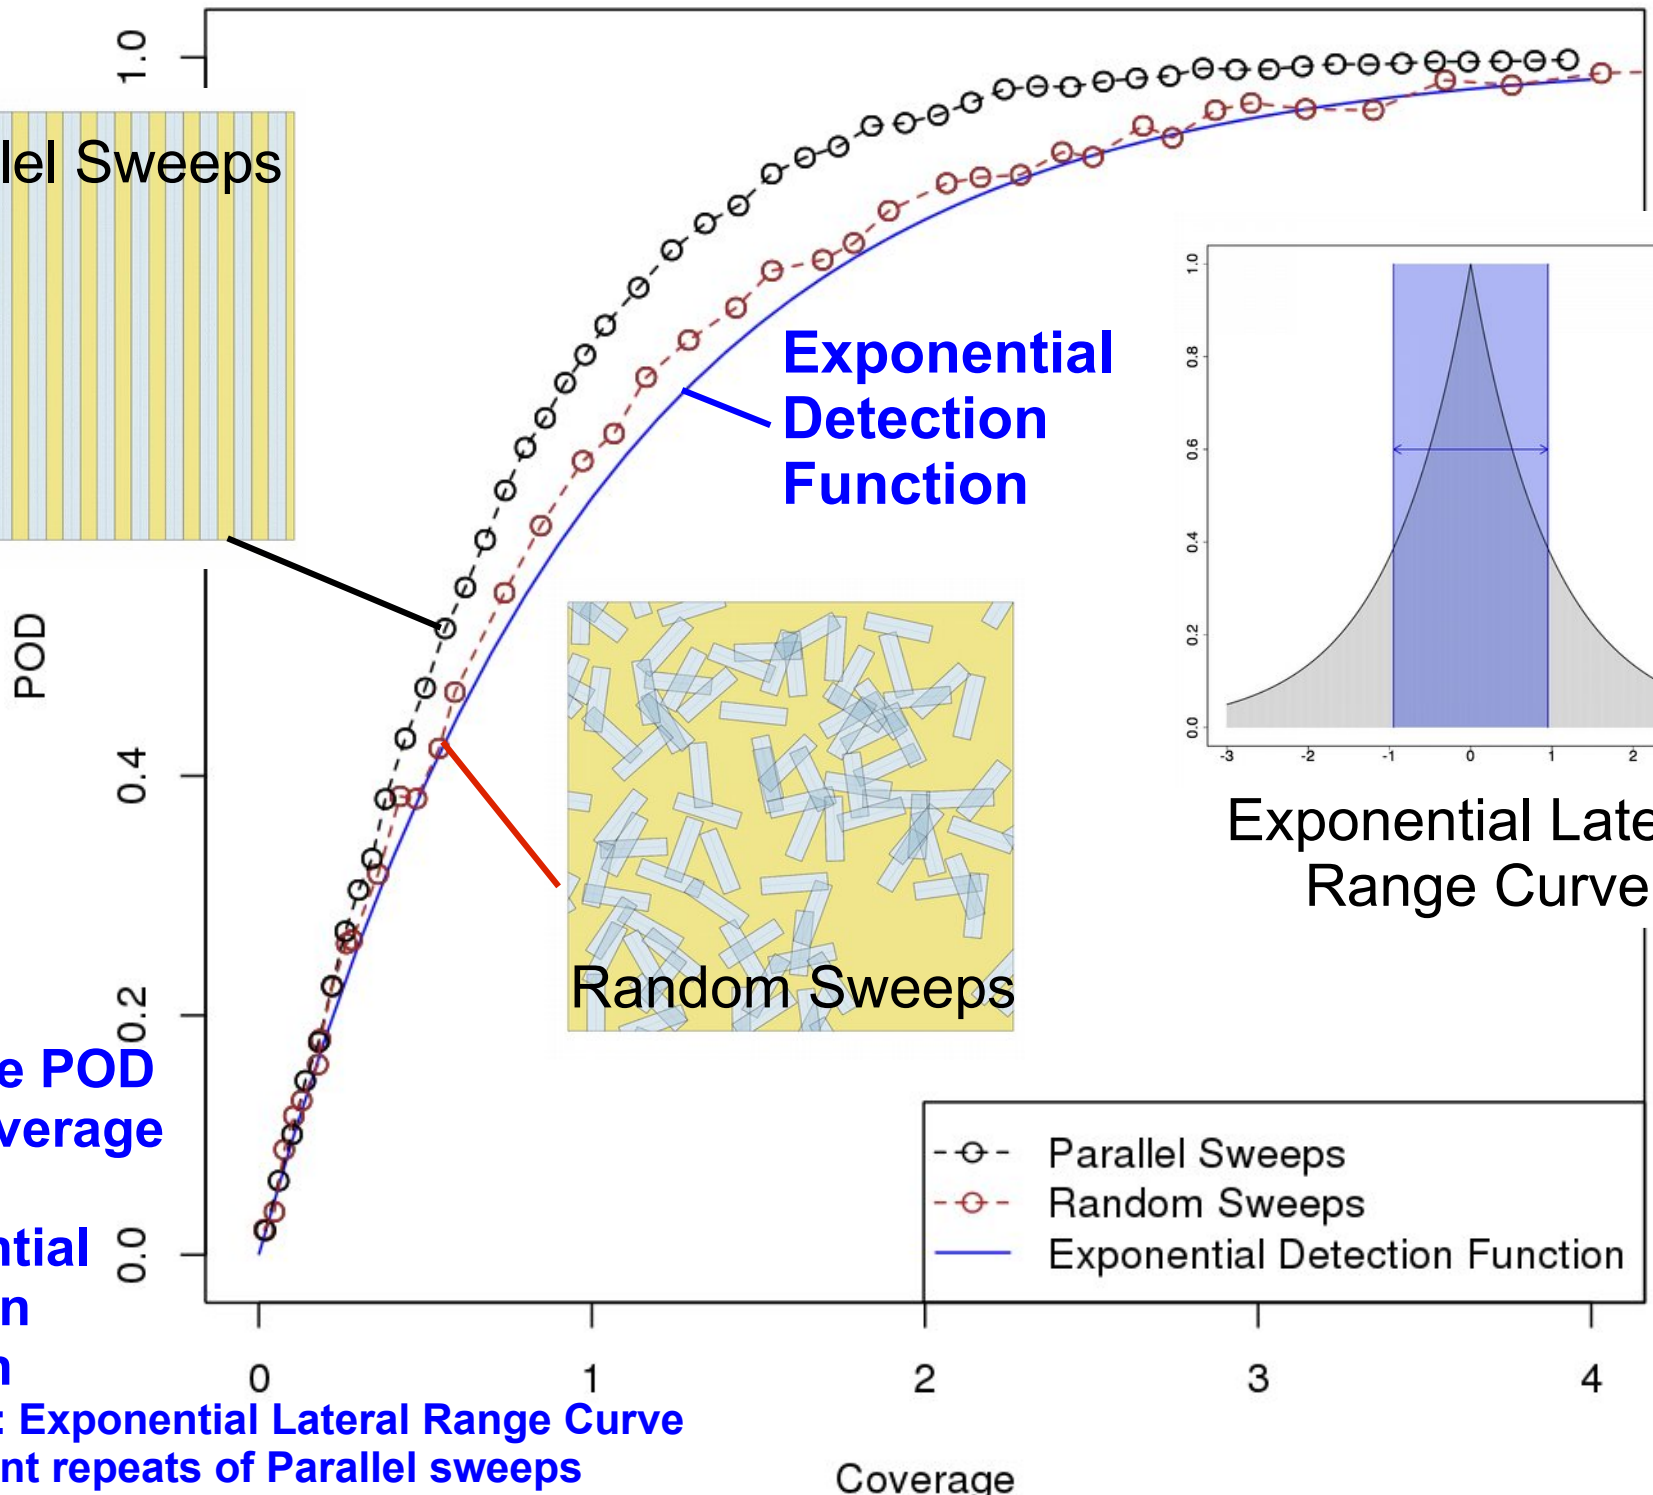 1.0
lel Sweeps
POD
0.4
0.2
0.0
Exponential
Detection
Function
1.0
0.8
0.6
0.4
0.2
0.0
-3 -2 -1 0 1 2
Exponential Late
Range Curve
Random Sweeps
e POD
verage
ntial
n
n
: Exponential Lateral Range Curve
nt repeats of Parallel sweeps
Parallel Sweeps
Random Sweeps
Exponential Detection Function
0 1 2 3 4
Coverage